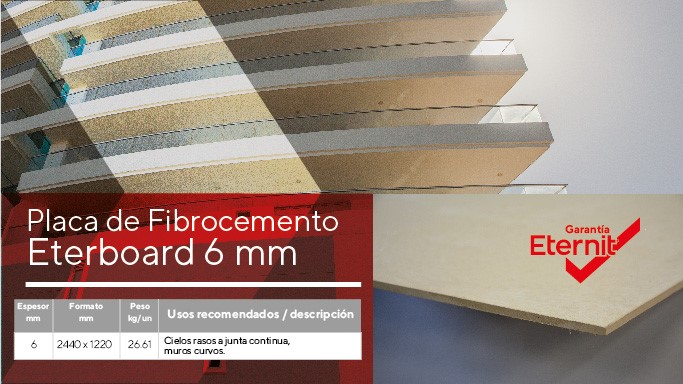 Placa de Fibrocemento
Eterboard 6 mm
Garantía
Eternit
Espesor mm
Formato mm
Peso kg/un
Usos recomendados / descripción
6
2440 x 1220
26.61
Cielos rasos a junta continua,
muros curvos.